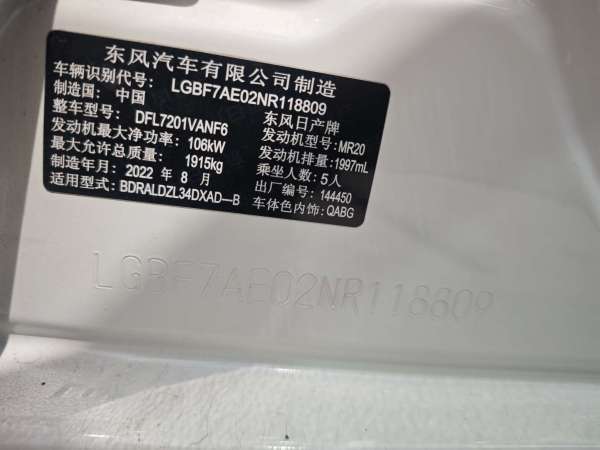 东风汽车有限公司制造
车辆识别代号: LGBF7AE02NR118809
制造国: 中国 东风日产牌
整车型号: DFL7201VANF6 发动机型号: MR20
发动机最大净功率: 106kW 发动机排量: 1997mL
最大允许总质量: 1915kg 乘坐人数: 5人
制造年月: 2022 年 8 月 出厂编号: 144450
适用型式: BDRALDZL34DXAD—B 车体色内饰: QABG
LGBF7AE02NR118809